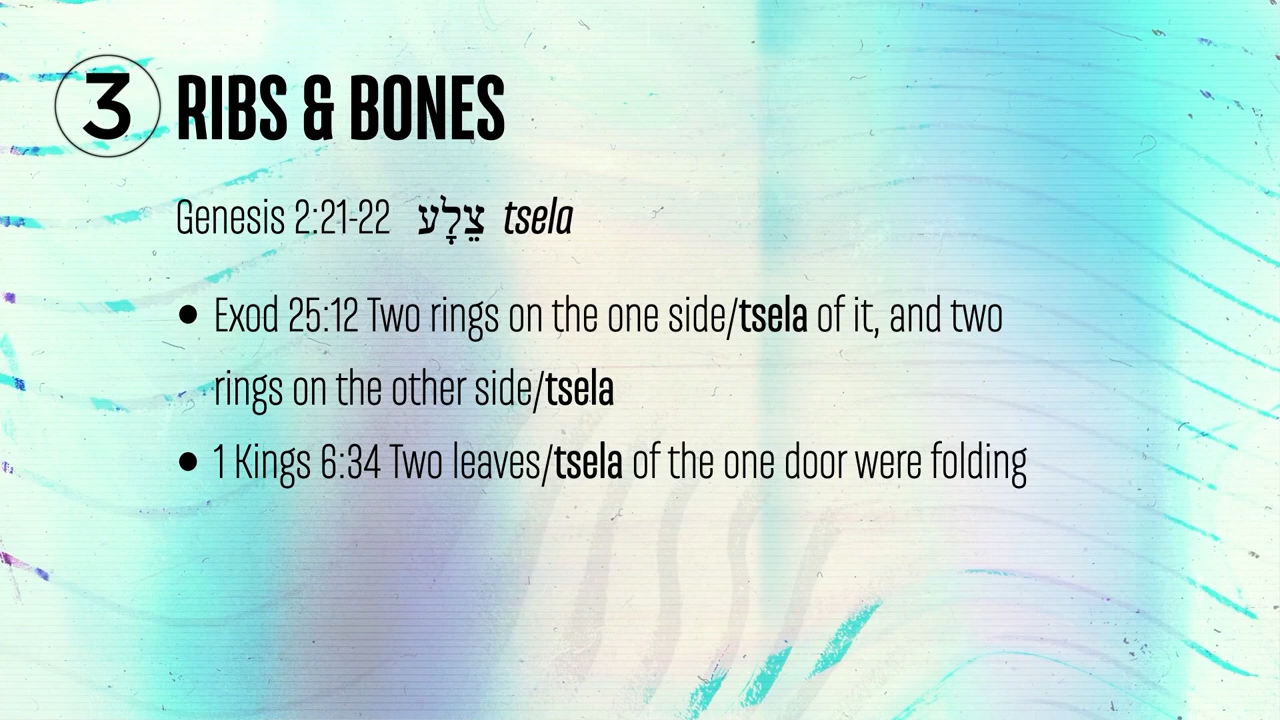 3 RIBS & BONES
Genesis 2:21-22 צֵלָע tsela
• Exod 25:12 Two rings on the one side/tsela of it, and two
rings on the other side/tsela
• 1 Kings 6:34 Two leaves/tsela of the one door were folding